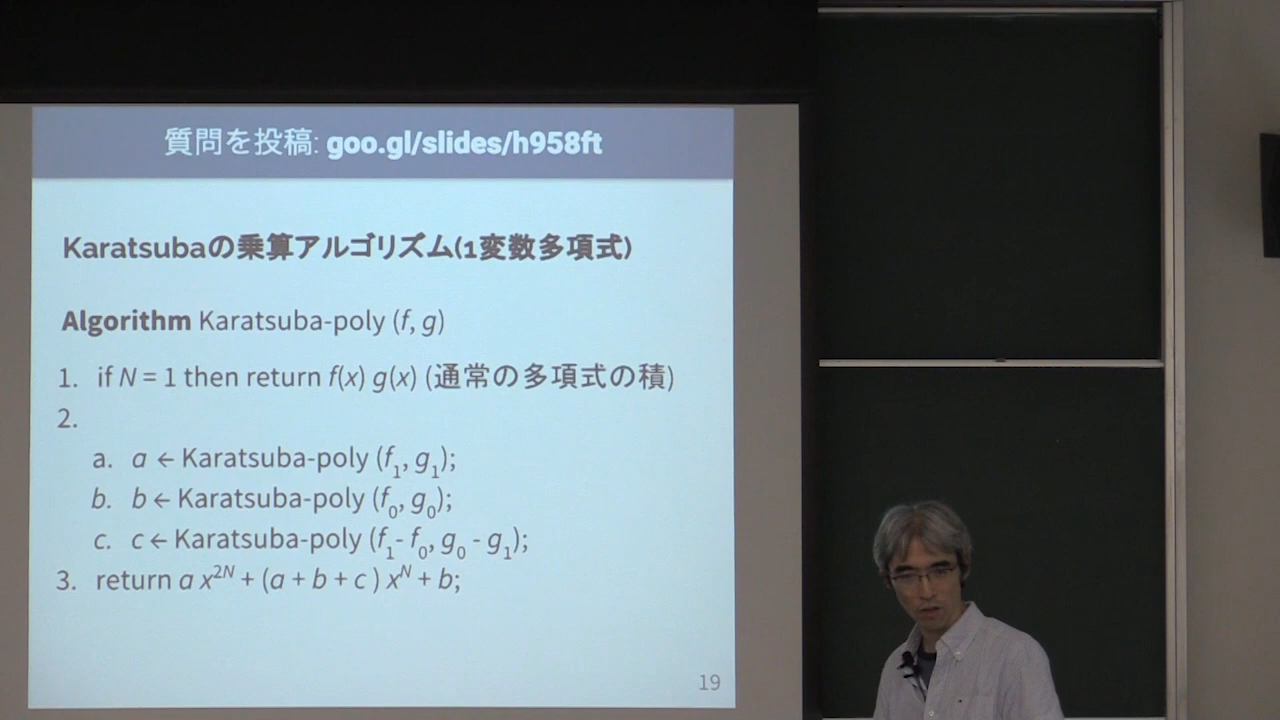 質問を投稿: goo.gl/slides/h958ft
Karatsubaの乗算アルゴリズム(1変数多項式)
Algorithm Karatsuba-poly (f, g)
1. if N = 1 then return f(x) g(x) (通常の多項式の積)
2.
a. a ← Karatsuba-poly (f₁, g₁);
b. b ← Karatsuba-poly (f₀, g₀);
c. c ← Karatsuba-poly (f₁- f₀, g₀ - g₁);
3. return a x²ᴺ + (a + b + c ) xᴺ + b;
19